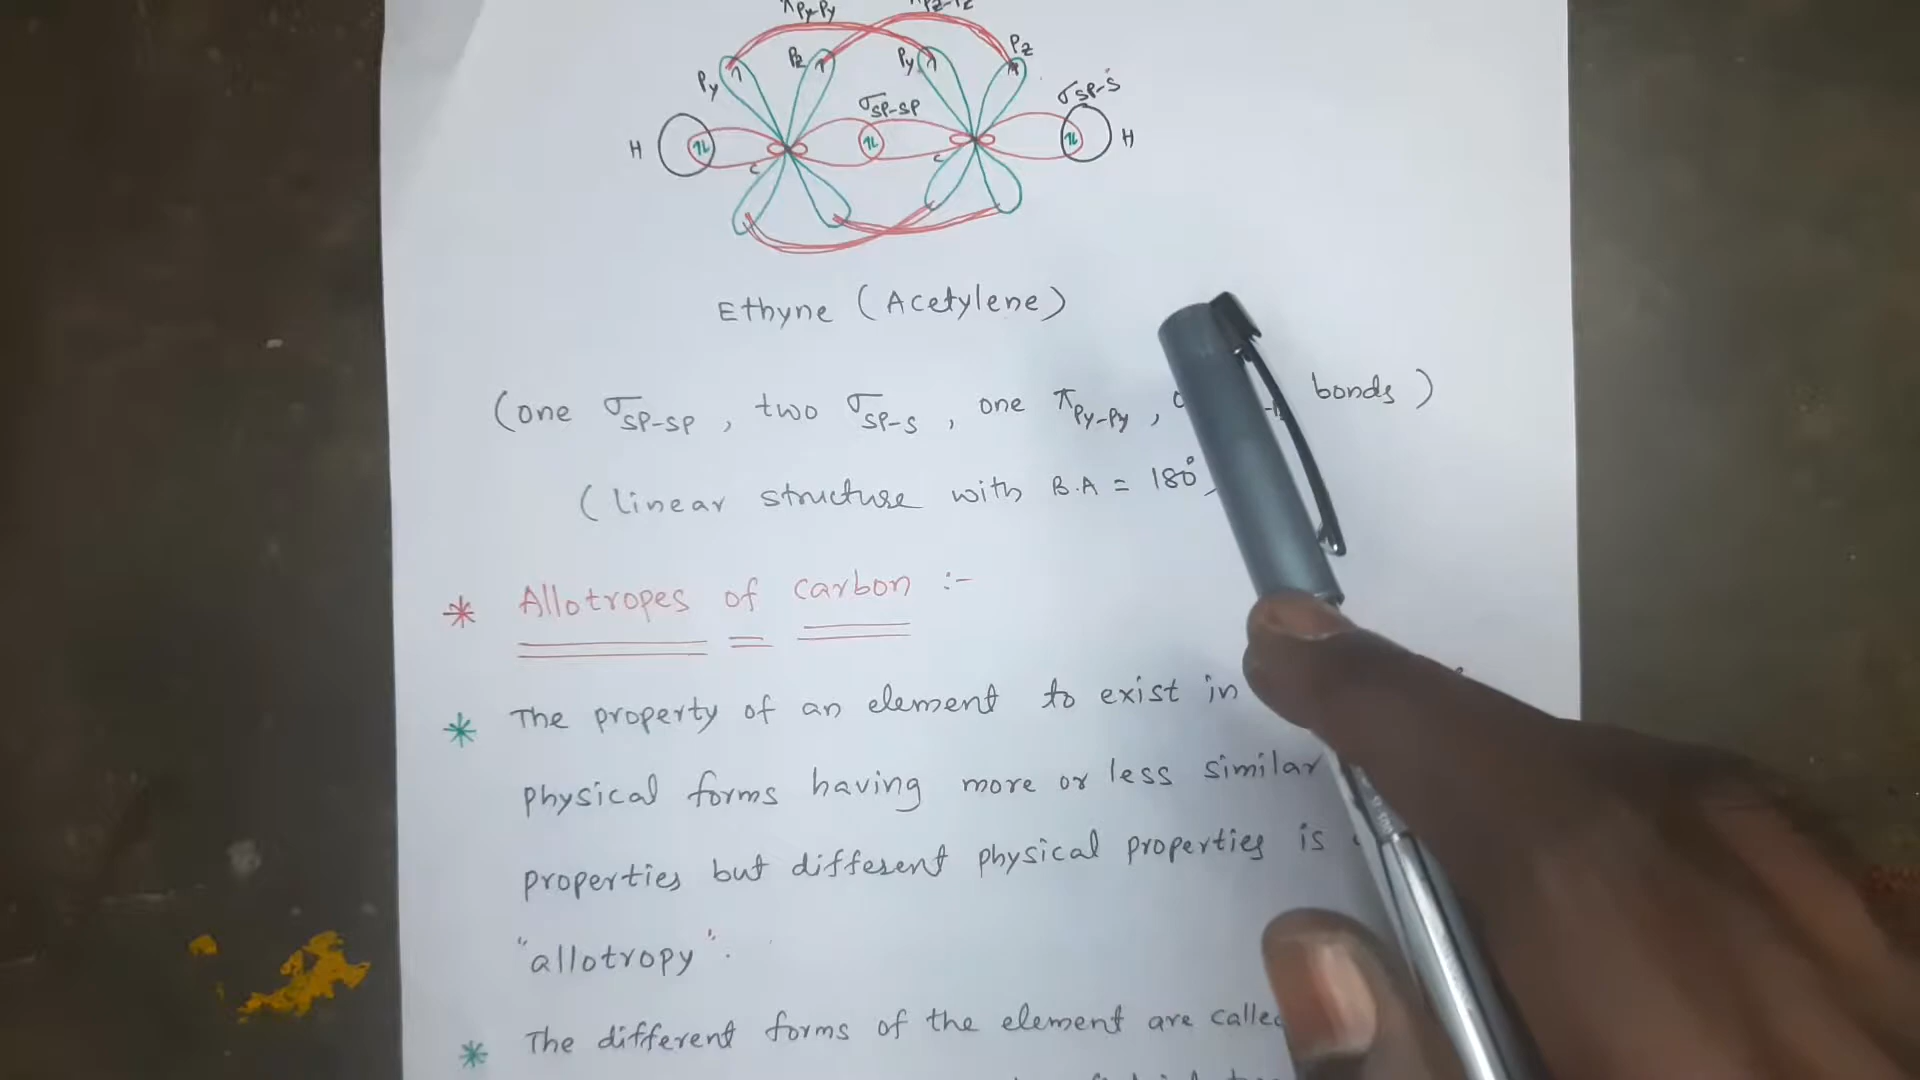 πPy-Py πPz-Pz
Py Pz Py Pz
σSP-SP σSP-S
H C C H
Ethyne (Acetylene)
(one σSP-SP, two σSP-S, one πPy-Py, bonds)
(linear structure with B.A = 180°
* Allotropes of carbon :-
* The property of an element to exist in
physical forms having more or less similar
properties but different physical properties is
"allotropy".
* The different forms of the element are called